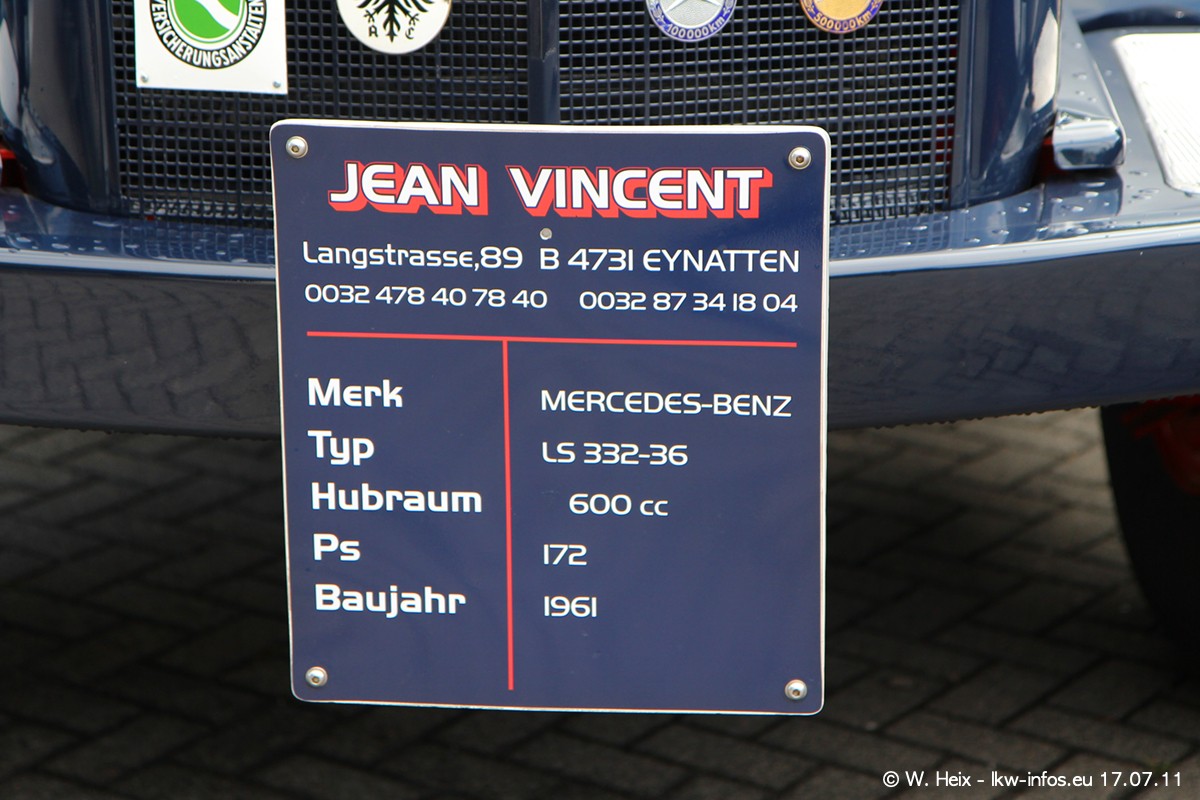 VERSICHERUNGSANSTALTEN
A C
100000km
500000km
JEAN VINCENT
Langstrasse,89 B 4731 EYNATTEN
0032 478 40 78 40 0032 87 34 18 04
Merk MERCEDES-BENZ
Typ LS 332-36
Hubraum 600 cc
Ps 172
Baujahr 1961
© W. Heix - lkw-infos.eu 17.07.11